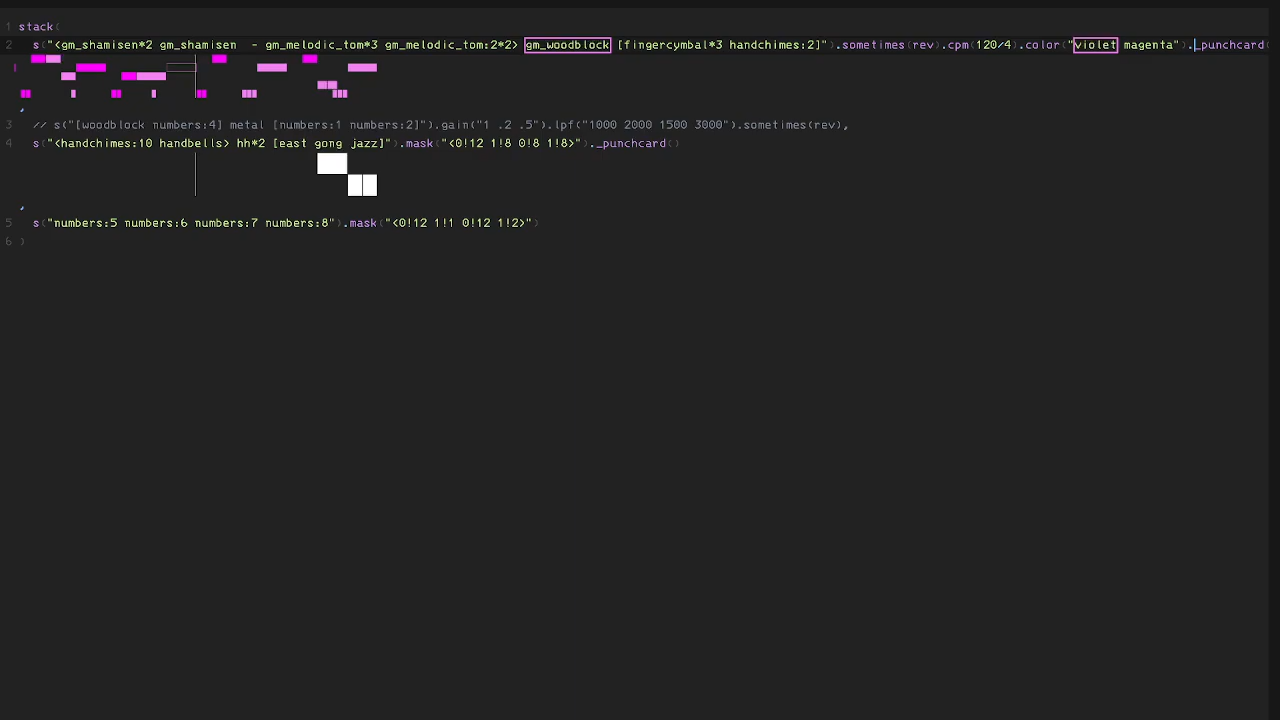 1 stack(
2 s("<gm_shamisen*2 gm_shamisen - gm_melodic_tom*3 gm_melodic_tom:2*2> gm_woodblock [fingercymbal*3 handchimes:2]").sometimes(rev).cpm(120/4).color("violet magenta")._punchcard(
,
3 // s("[woodblock numbers:4] metal [numbers:1 numbers:2]").gain("1 .2 .5").lpf("1000 2000 1500 3000").sometimes(rev),
4 s("<handchimes:10 handbells> hh*2 [east gong jazz]").mask("<0!12 1!8 0!8 1!8>")._punchcard()
,
5 s("numbers:5 numbers:6 numbers:7 numbers:8").mask("<0!12 1!1 0!12 1!2>")
6 )